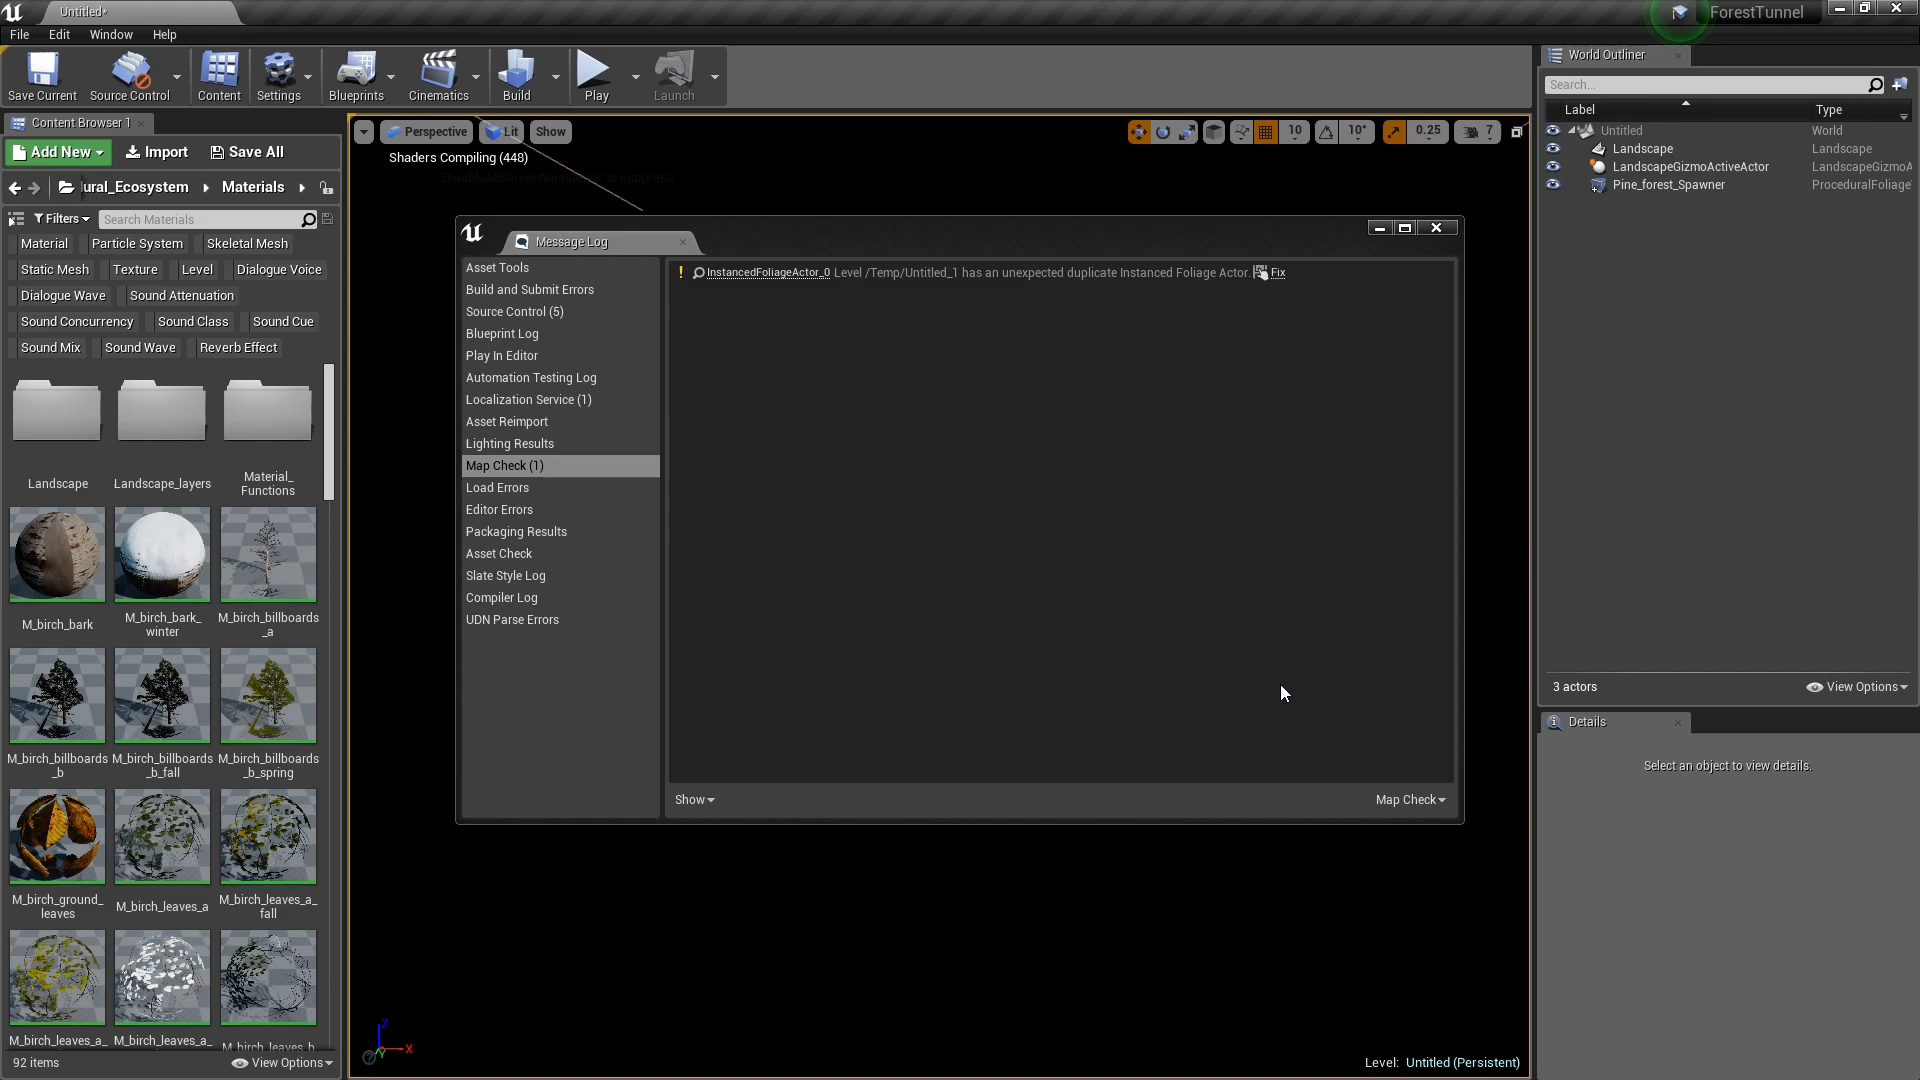 Untitled*
ForestTunnel
File Edit Window Help
Save Current Source Control Content Settings Blueprints Cinematics Build Play Launch
Content Browser 1
Add New Import Save All
ural_Ecosystem Materials
Filters Search Materials
Material Particle System Skeletal Mesh
Static Mesh Texture Level Dialogue Voice
Dialogue Wave Sound Attenuation
Sound Concurrency Sound Class Sound Cue
Sound Mix Sound Wave Reverb Effect
Landscape Landscape_layers Material_
Functions
M_birch_bark M_birch_bark_
winter M_birch_billboards
_a
M_birch_billboards
_b M_birch_billboards
_b_fall M_birch_billboards
_b_spring
M_birch_ground_
leaves M_birch_leaves_a M_birch_leaves_a_
fall
M_birch_leaves_a_ M_birch_leaves_a_ M_birch_leaves_b
92 items View Options
Perspective Lit Show
10 10° 0.25 7
Shaders Compiling (448)
'DisableAllScreenMessages' to suppress
Message Log
Asset Tools
Build and Submit Errors
Source Control (5)
Blueprint Log
Play In Editor
Automation Testing Log
Localization Service (1)
Asset Reimport
Lighting Results
Map Check (1)
Load Errors
Editor Errors
Packaging Results
Asset Check
Slate Style Log
Compiler Log
UDN Parse Errors
InstancedFoliageActor_0 Level /Temp/Untitled_1 has an unexpected duplicate Instanced Foliage Actor. Fix
Show Map Check
Z
Y X
Level: Untitled (Persistent)
World Outliner
Search...
Label Type
Untitled World
Landscape Landscape
LandscapeGizmoActiveActor LandscapeGizmoA
Pine_forest_Spawner ProceduralFoliage
3 actors View Options
Details
Select an object to view details.